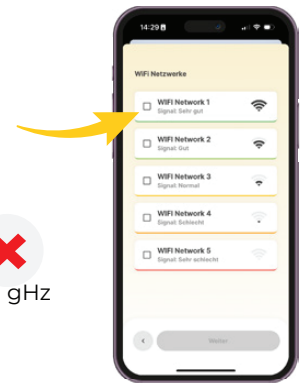 14:29
WIFI Netzwerke
WIFI Network 1
Signal: Sehr gut
WIFI Network 2
Signal: Gut
WIFI Network 3
Signal: Normal
WIFI Network 4
Signal: Schlecht
WIFI Network 5
Signal: Sehr schlecht
gHz
Weiter